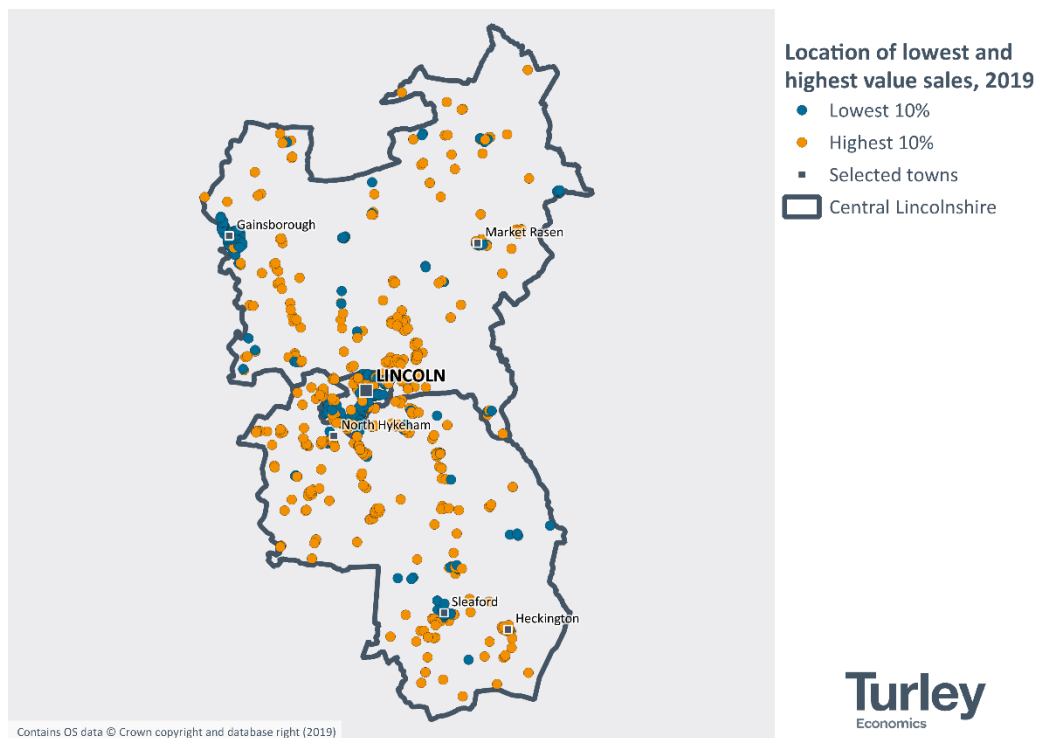 Location of lowest and
highest value sales, 2019
Lowest 10%
Highest 10%
Selected towns
Central Lincolnshire
Gainsborough
Market Rasen
LINCOLN
North Hykeham
Sleaford
Heckington
Turley
Economics
Contains OS data © Crown copyright and database right (2019)